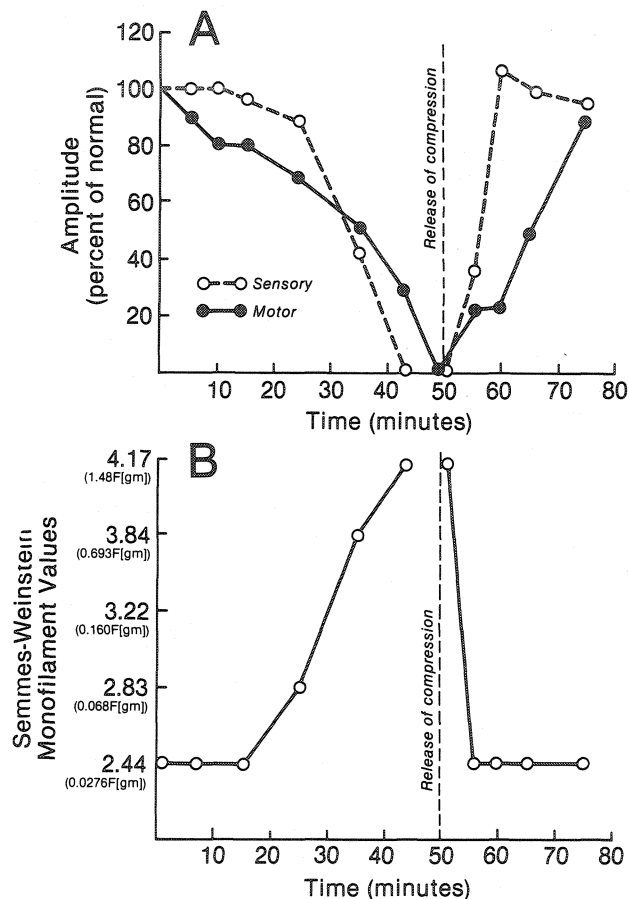 A
120
100
80
60
40
20
Amplitude
(percent of normal)
Sensory
Motor
Release of compression
10 20 30 40 50 60 70 80
Time (minutes)
B
4.17
(1.48F[gm])
3.84
(0.693F[gm])
3.22
(0.160F[gm])
2.83
(0.068F[gm])
2.44
(0.0276F[gm])
Semmes-Weinstein
Monofilament Values
Release of compression
10 20 30 40 50 60 70 80
Time (minutes)